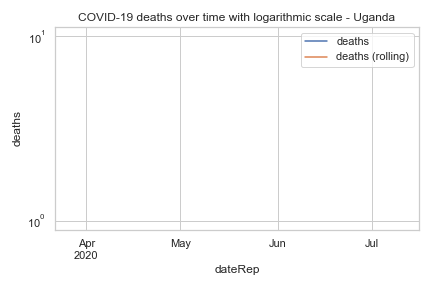 COVID-19 deaths over time with logarithmic scale - Uganda
10¹
deaths
deaths (rolling)
deaths
10⁰
Apr
2020
May
Jun
Jul
dateRep